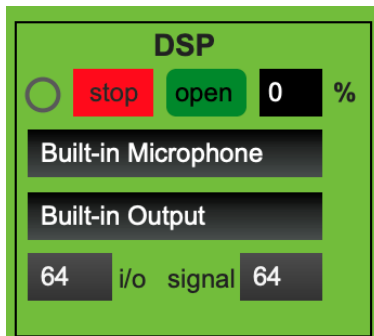 DSP
stop open 0 %
Built-in Microphone
Built-in Output
64 i/o signal 64